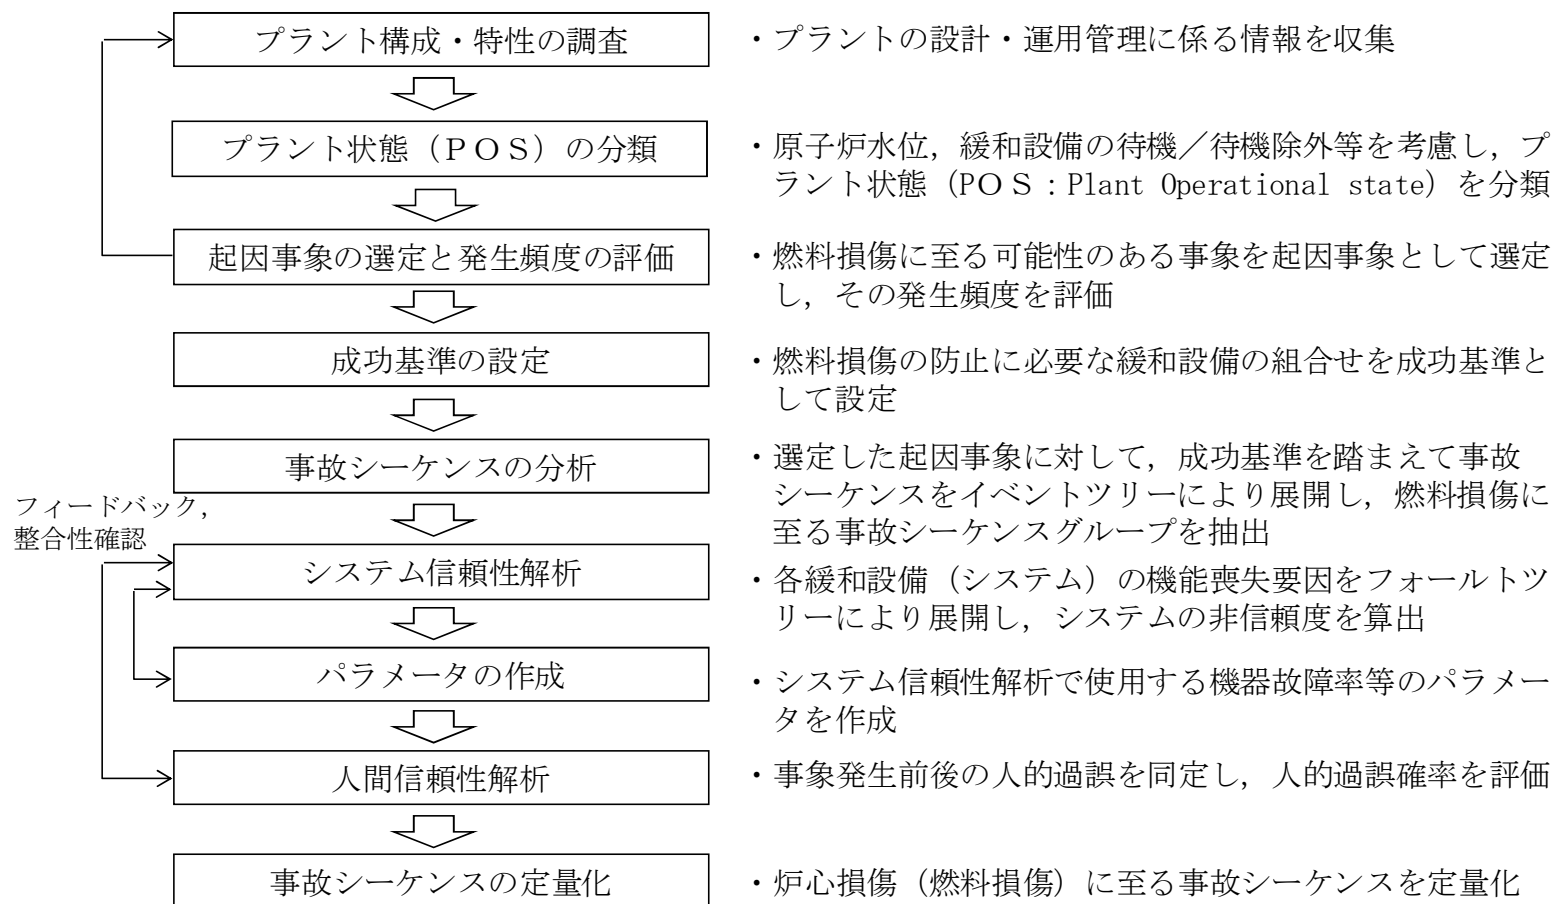 プラント構成・特性の調査
・プラントの設計・運用管理に係る情報を収集
プラント状態（ＰＯＳ）の分類
・原子炉水位，緩和設備の待機／待機除外等を考慮し，プ
ラント状態（PＯＳ：Plant Operational state）を分類
起因事象の選定と発生頻度の評価
・燃料損傷に至る可能性のある事象を起因事象として選定
し，その発生頻度を評価
成功基準の設定
・燃料損傷の防止に必要な緩和設備の組合せを成功基準と
して設定
事故シーケンスの分析
・選定した起因事象に対して，成功基準を踏まえて事故
シーケンスをイベントツリーにより展開し，燃料損傷に
至る事故シーケンスグループを抽出
フィードバック，
整合性確認
システム信頼性解析
・各緩和設備（システム）の機能喪失要因をフォールトツ
リーにより展開し，システムの非信頼度を算出
パラメータの作成
・システム信頼性解析で使用する機器故障率等のパラメー
タを作成
人間信頼性解析
・事象発生前後の人的過誤を同定し，人的過誤確率を評価
事故シーケンスの定量化
・炉心損傷（燃料損傷）に至る事故シーケンスを定量化